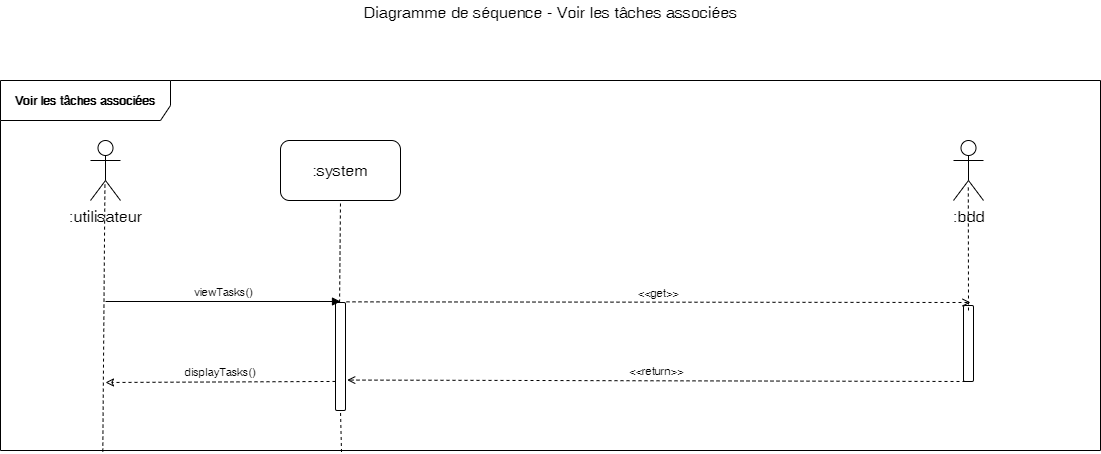 Diagramme de séquence - Voir les tâches associées
Voir les tâches associées
:system
:utilisateur
:bdd
viewTasks()
<<get>>
displayTasks()
<<return>>